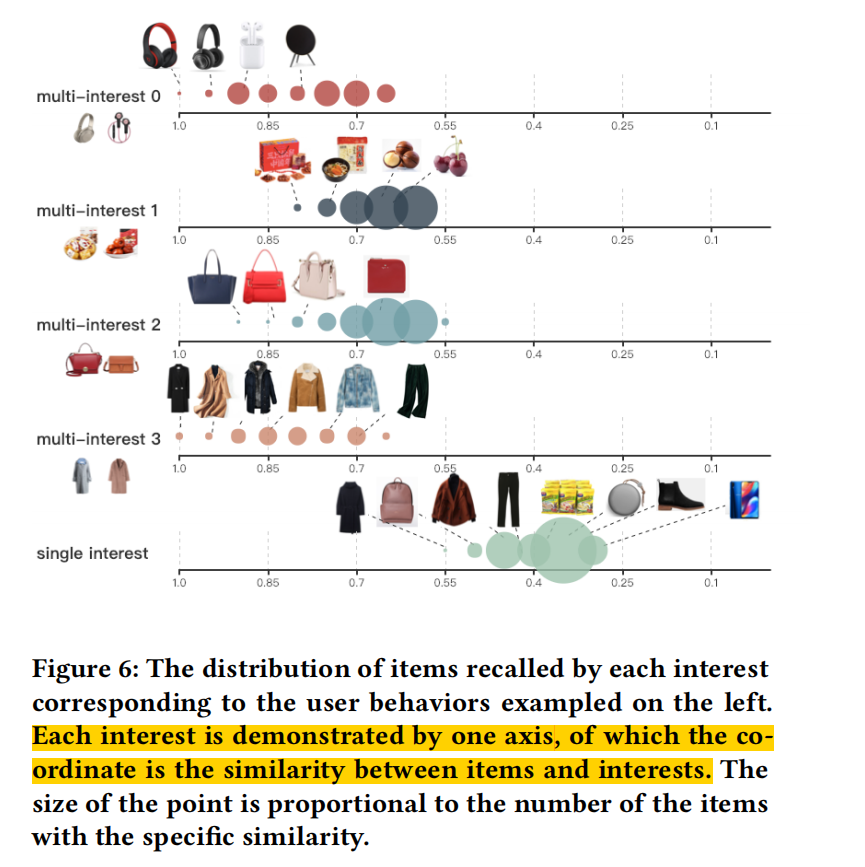 multi-interest 0
1.0 0.85 0.7 0.55 0.4 0.25 0.1
multi-interest 1
1.0 0.85 0.7 0.55 0.4 0.25 0.1
multi-interest 2
1.0 0.85 0.7 0.55 0.4 0.25 0.1
multi-interest 3
1.0 0.85 0.7 0.55 0.4 0.25 0.1
single interest
1.0 0.85 0.7 0.55 0.4 0.25 0.1
Figure 6: The distribution of items recalled by each interest
corresponding to the user behaviors exampled on the left.
Each interest is demonstrated by one axis, of which the co-
ordinate is the similarity between items and interests. The
size of the point is proportional to the number of the items
with the specific similarity.